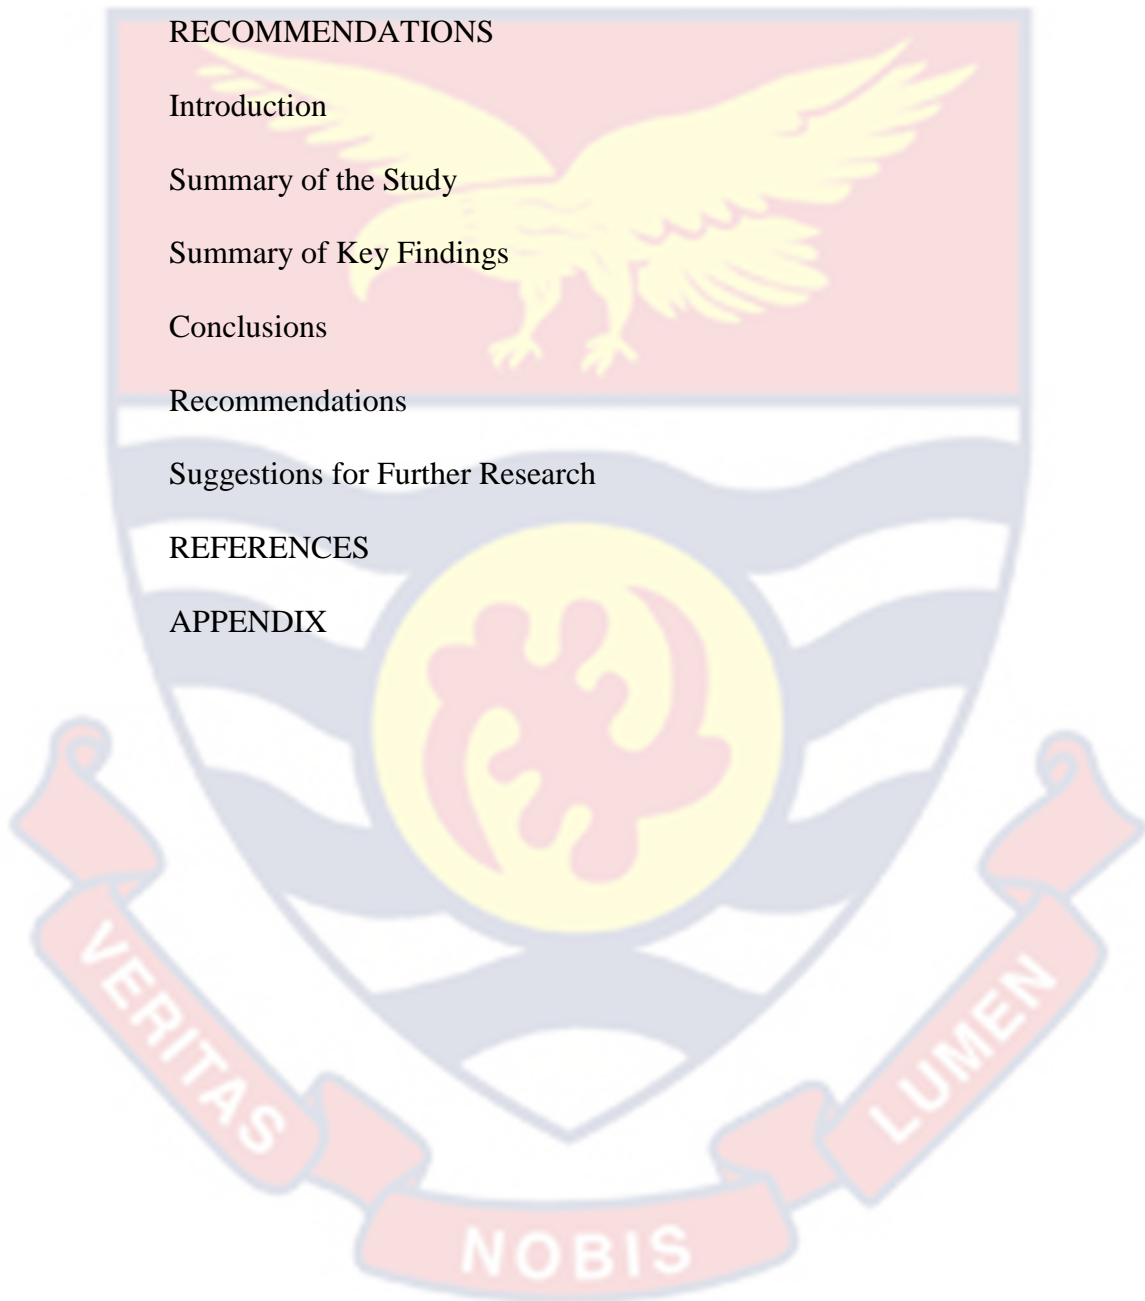 RECOMMENDATIONS
Introduction
Summary of the Study
Summary of Key Findings
Conclusions
Recommendations
Suggestions for Further Research
REFERENCES
APPENDIX
VERITAS
NOBIS
LUMEN